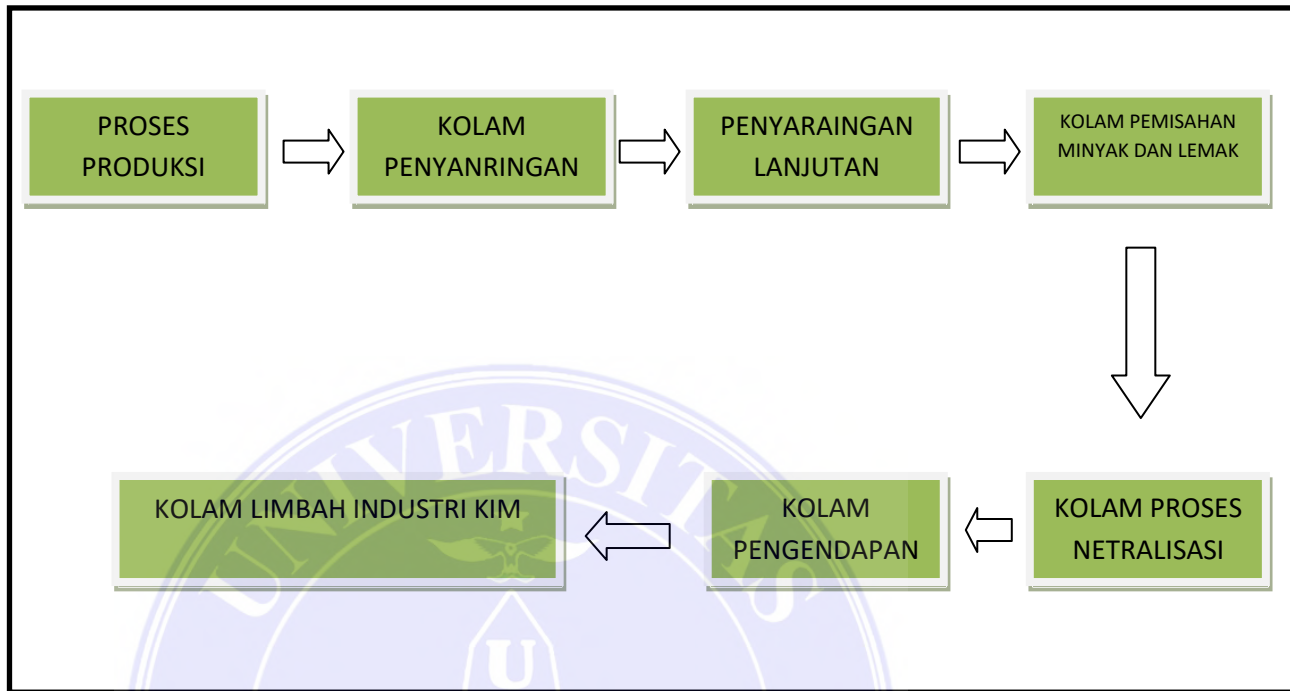 PROSES
PRODUKSI
KOLAM
PENYANRINGAN
PENYARAINGAN
LANJUTAN
KOLAM PEMISAHAN
MINYAK DAN LEMAK
KOLAM PROSES
NETRALISASI
KOLAM
PENGENDAPAN
KOLAM LIMBAH INDUSTRI KIM
UNIVERSITAS
U